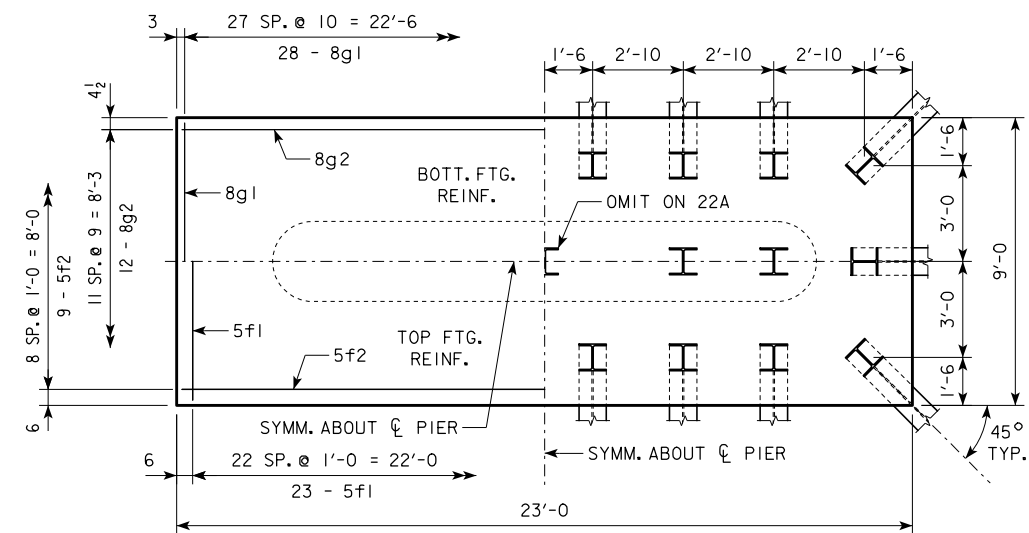 3
27 SP. @ 10 = 22'-6
28 - 8g1
1'-6
2'-10
2'-10
2'-10
1'-6
4½
8g2
8g1
BOTT. FTG.
REINF.
OMIT ON 22A
1'-6
3'-0
9'-0
3'-0
1'-6
8 SP. @ 1'-0 = 8'-0
9 - 5f2
11 SP. @ 9 = 8'-3
12 - 8g2
5f1
TOP FTG.
REINF.
5f2
6
SYMM. ABOUT ℄ PIER
SYMM. ABOUT ℄ PIER
45°
TYP.
6
22 SP. @ 1'-0 = 22'-0
23 - 5f1
23'-0